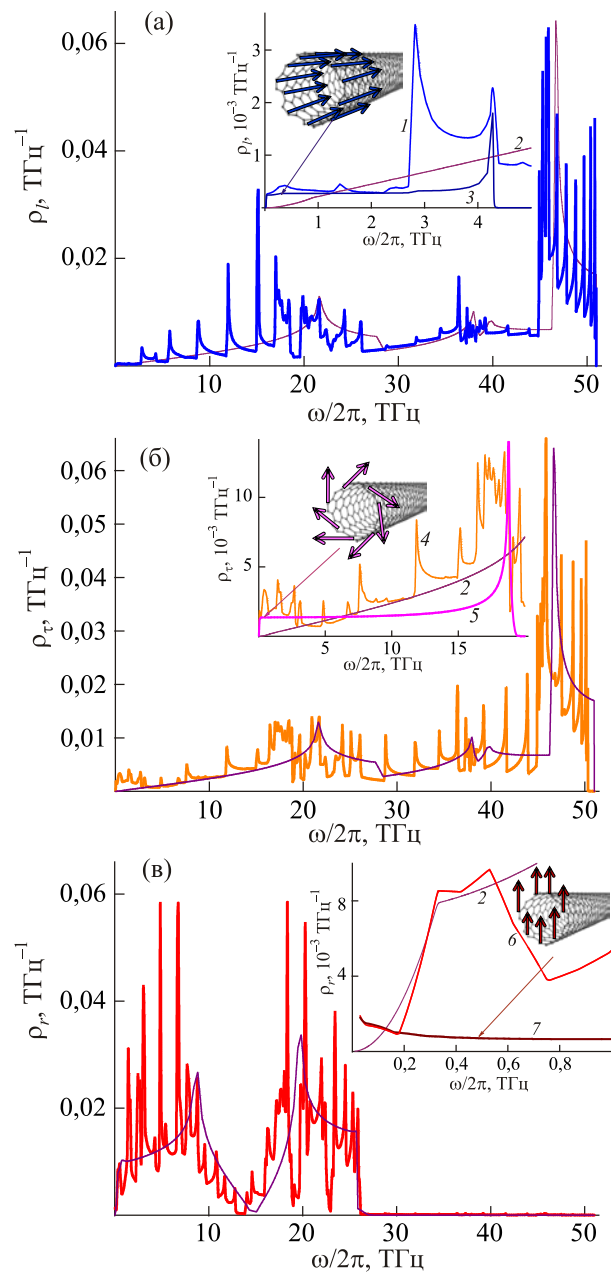 (а)
0,06
0,04
0,02
ρl, ТГц⁻¹
10 20 30 40 50
ω/2π, ТГц
3
2
1
ρl, 10⁻³ ТГц⁻¹
1
2
3
1 2 3 4
ω/2π, ТГц
(б)
0,06
0,05
0,04
0,03
0,02
0,01
ρτ, ТГц⁻¹
10 20 30 40 50
ω/2π, ТГц
10
5
ρτ, 10⁻³ ТГц⁻¹
4
2
5
5 10 15
ω/2π, ТГц
(в)
0,06
0,04
0,02
ρr, ТГц⁻¹
10 20 30 40 50
ω/2π, ТГц
8
4
ρr, 10⁻³ ТГц⁻¹
2
6
7
0,2 0,4 0,6 0,8
ω/2π, ТГц